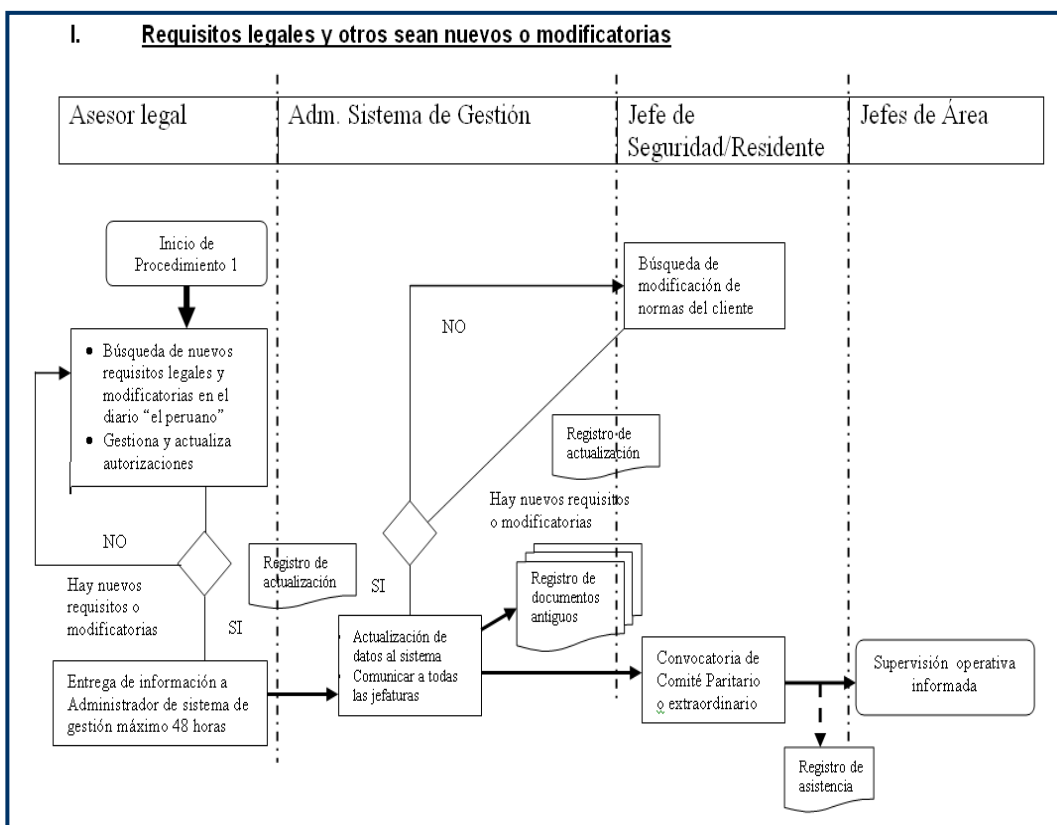 I. Requisitos legales y otros sean nuevos o modificatorias
Asesor legal
Adm. Sistema de Gestión
Jefe de
Seguridad/Residente
Jefes de Área
Inicio de
Procedimiento 1
Búsqueda de
modificación de
normas del cliente
NO
• Búsqueda de nuevos
requisitos legales y
modificatorias en el
diario “el peruano”
• Gestiona y actualiza
autorizaciones
Registro de
actualización
Hay nuevos requisitos
o modificatorias
NO
Registro de
actualización
Hay nuevos
requisitos o
modificatorias
SI
SI
Registro de
documentos
antiguos
Actualización de
datos al sistema
Comunicar a todas
las jefaturas
Entrega de información a
Administrador de sistema de
gestión máximo 48 horas
Convocatoria de
Comité Paritario
o extraordinario
Supervisión operativa
informada
Registro de
asistencia